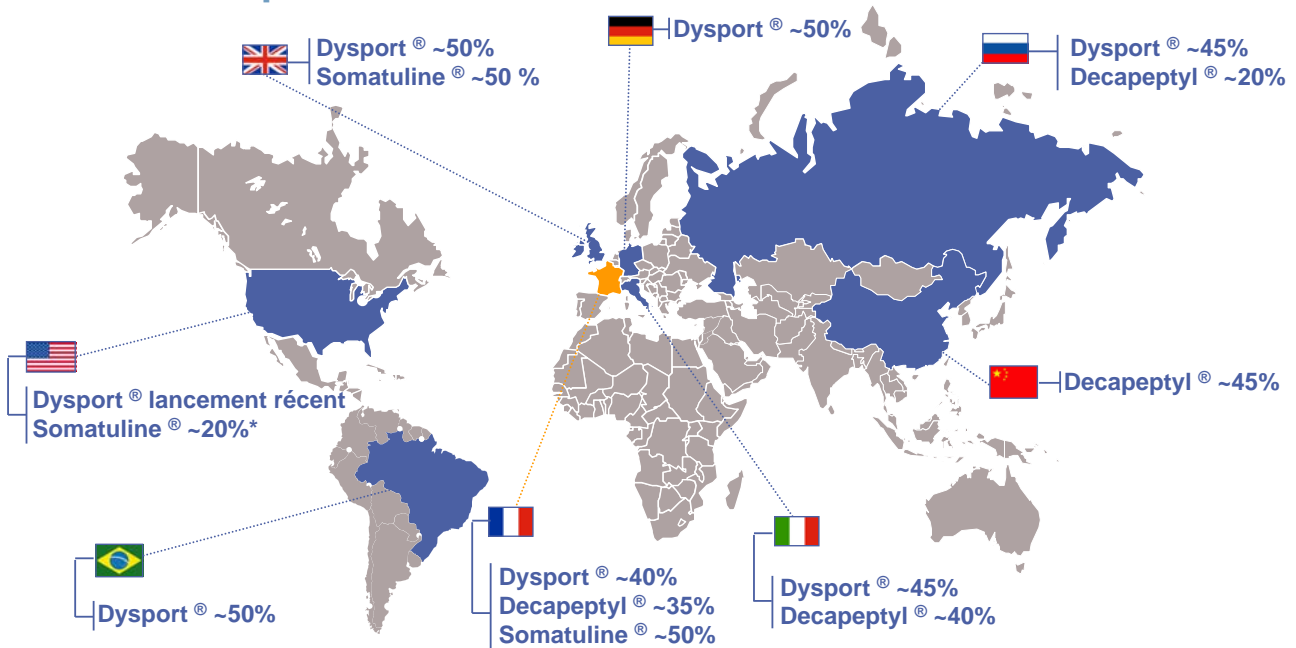 Dysport ® ~50%
Somatuline ® ~50 %
Dysport ® ~50%
Dysport ® ~45%
Decapeptyl ® ~20%
Dysport ® lancement récent
Somatuline ® ~20%*
Decapeptyl ® ~45%
Dysport ® ~50%
Dysport ® ~40%
Decapeptyl ® ~35%
Somatuline ® ~50%
Dysport ® ~45%
Decapeptyl ® ~40%